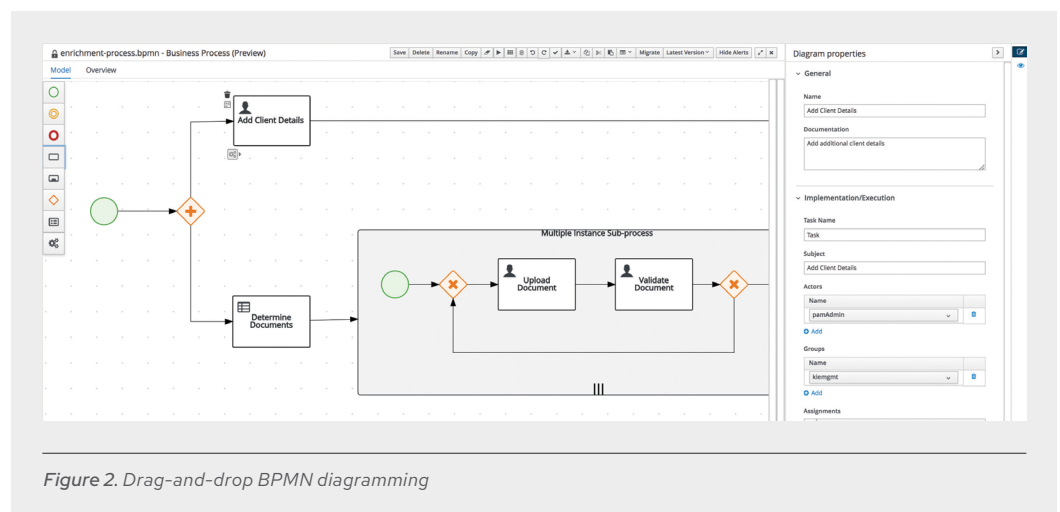 enrichment-process.bpmn - Business Process (Preview)
Save Delete Rename Copy Migrate Latest Version Hide Alerts
Model Overview
Add Client Details
Determine
Documents
Multiple Instance Sub-process
Upload
Document
Validate
Document
Diagram properties
General
Name
Add Client Details
Documentation
Add additional client details
Implementation/Execution
Task Name
Task
Subject
Add Client Details
Actors
Name
pamAdmin
Add
Groups
Name
kiemgmt
Add
Assignments
Figure 2. Drag-and-drop BPMN diagramming